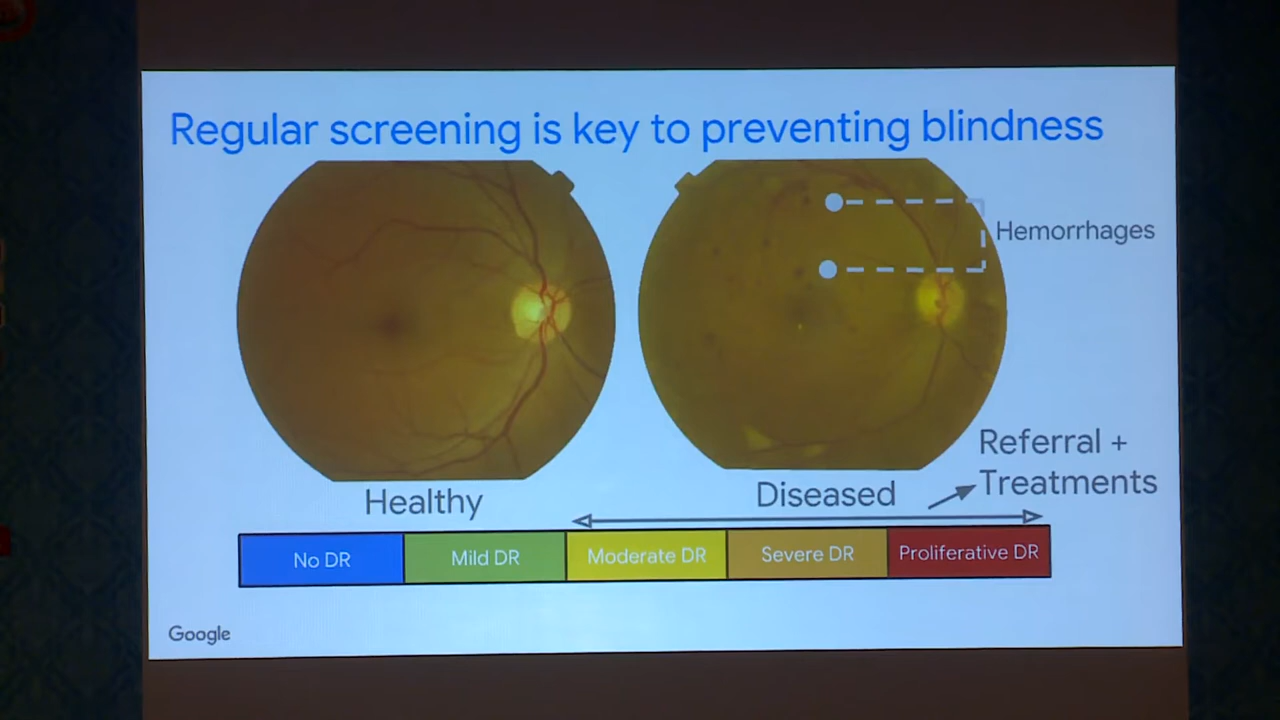 Regular screening is key to preventing blindness
Hemorrhages
Referral +
Treatments
Healthy
Diseased
No DR
Mild DR
Moderate DR
Severe DR
Proliferative DR
Google